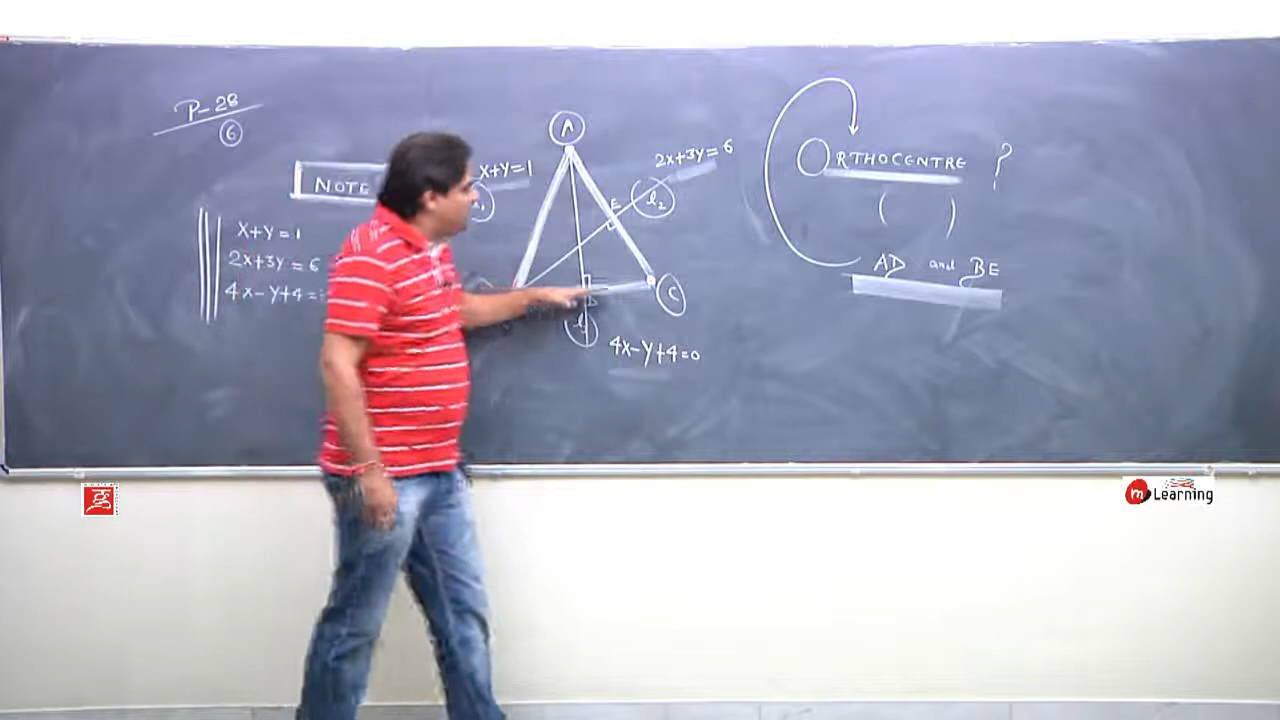 P-28
6
NOTE
X+Y=1
2X+3Y=6
4X-Y+4=
A
X+Y=1
2X+3Y=6
l2
E
C
4X-Y+4=0
ORTHOCENTRE ?
( )
AD and BE
m Learning